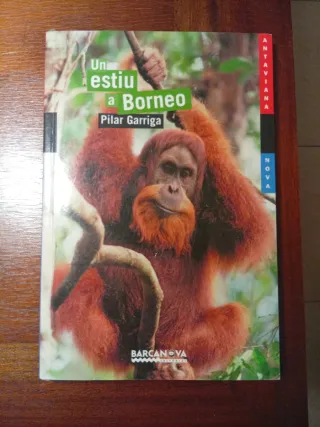 Un
estiu
a Borneo
Pilar Garriga
ANTAVIANA
NOVA
BARCANOVA